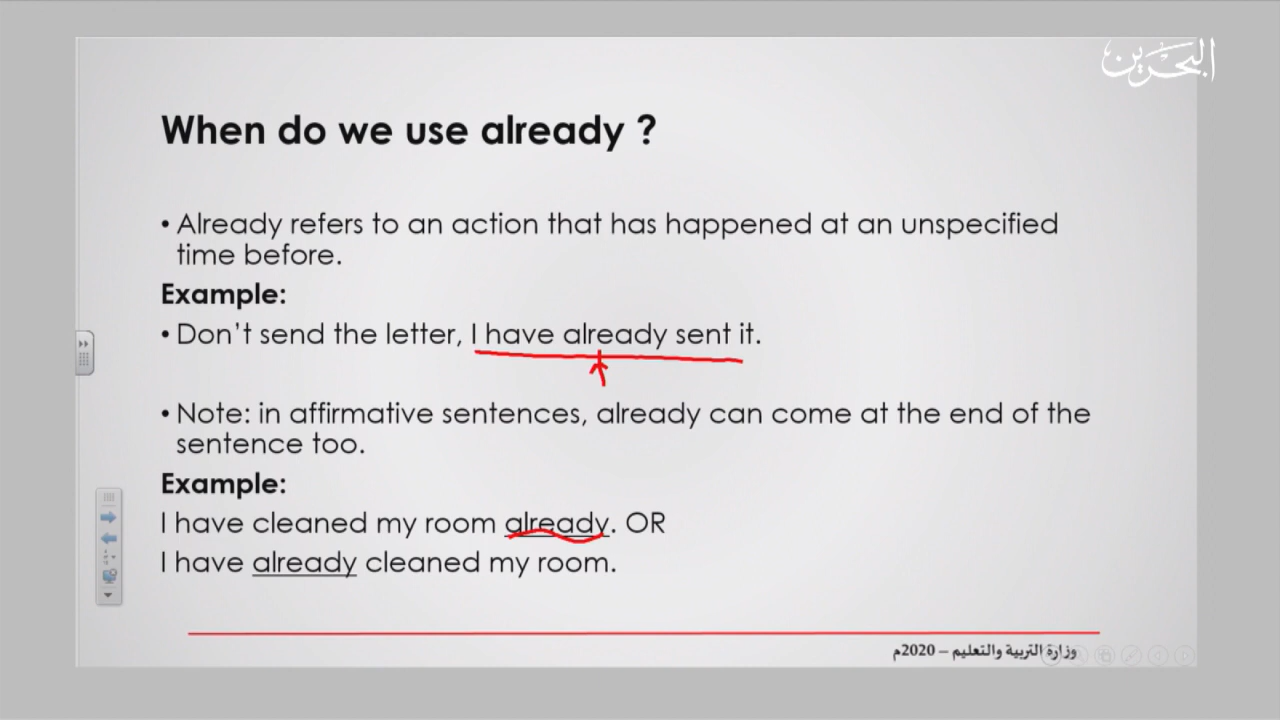 البحرين
When do we use already ?
• Already refers to an action that has happened at an unspecified
time before.
Example:
• Don’t send the letter, I have already sent it.
• Note: in affirmative sentences, already can come at the end of the
sentence too.
Example:
I have cleaned my room already. OR
I have already cleaned my room.
وزارة التربية والتعليم – 2020م